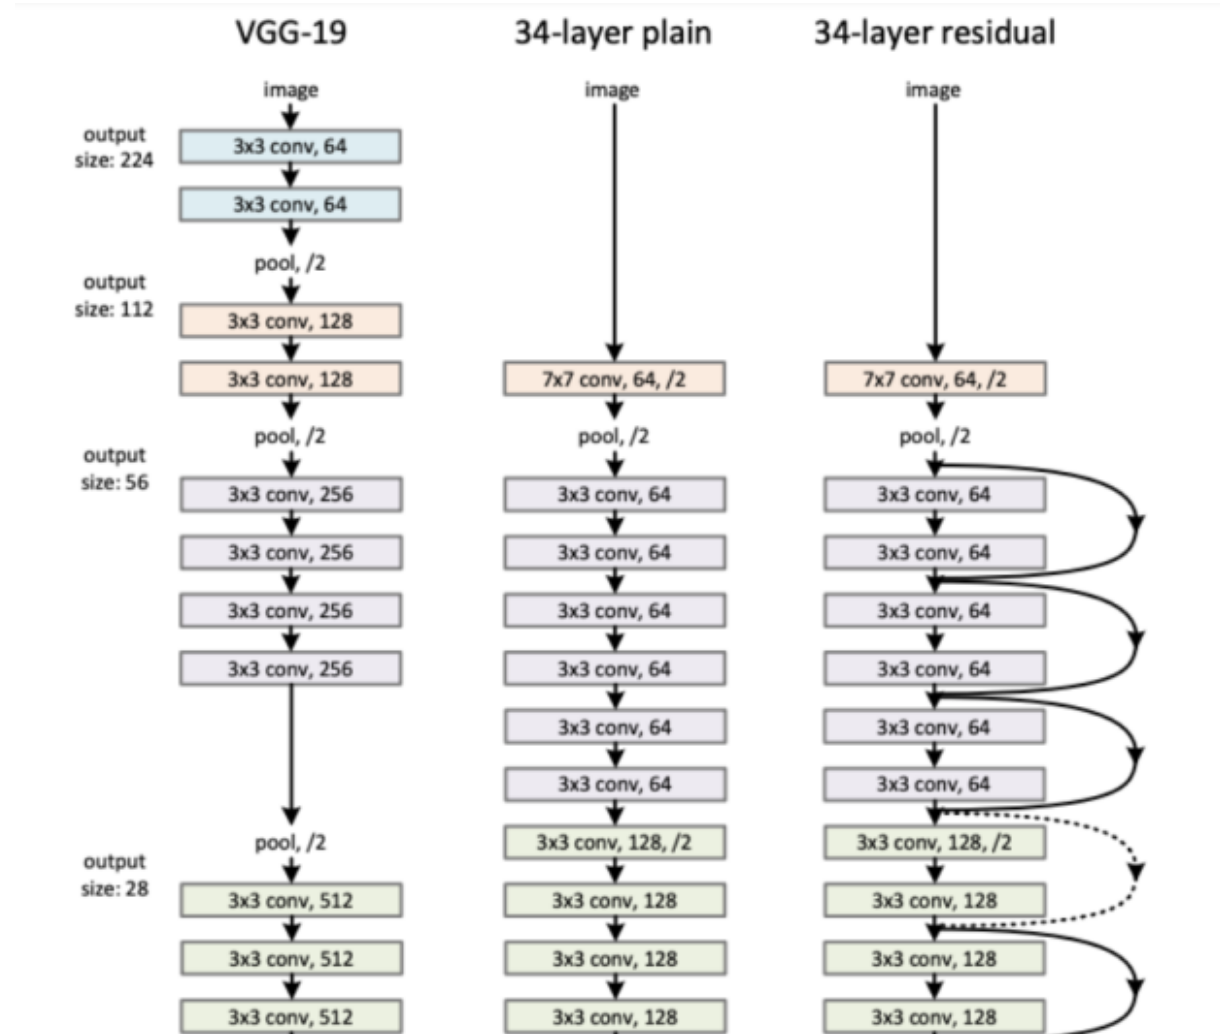 VGG-19
34-layer plain
34-layer residual
image
image
image
output
size: 224
3x3 conv, 64
3x3 conv, 64
pool, /2
output
size: 112
3x3 conv, 128
3x3 conv, 128
7x7 conv, 64, /2
7x7 conv, 64, /2
pool, /2
pool, /2
pool, /2
output
size: 56
3x3 conv, 256
3x3 conv, 64
3x3 conv, 64
3x3 conv, 256
3x3 conv, 64
3x3 conv, 64
3x3 conv, 256
3x3 conv, 64
3x3 conv, 64
3x3 conv, 256
3x3 conv, 64
3x3 conv, 64
3x3 conv, 64
3x3 conv, 64
3x3 conv, 64
3x3 conv, 64
pool, /2
3x3 conv, 128, /2
3x3 conv, 128, /2
output
size: 28
3x3 conv, 512
3x3 conv, 128
3x3 conv, 128
3x3 conv, 512
3x3 conv, 128
3x3 conv, 128
3x3 conv, 512
3x3 conv, 128
3x3 conv, 128